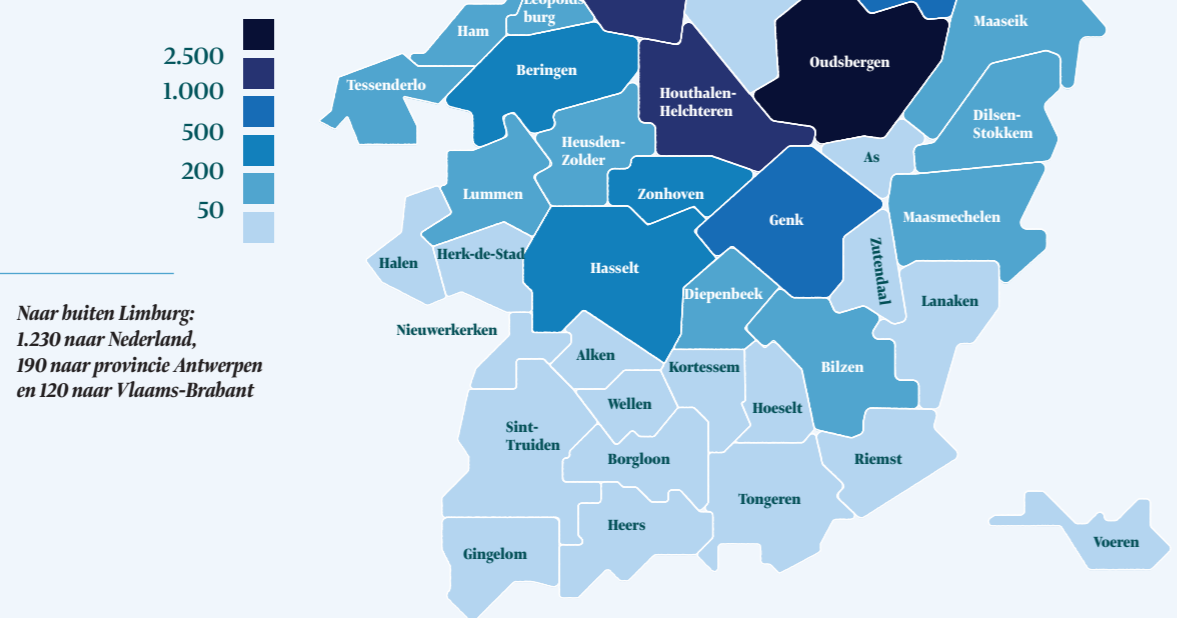 2.500
1.000
500
200
50
Naar buiten Limburg:
1.230 naar Nederland,
190 naar provincie Antwerpen
en 120 naar Vlaams-Brabant
Leopolds
burg
Ham
Maaseik
Oudsbergen
Beringen
Tessenderlo
Houthalen-
Helchteren
Dilsen-
Stokkem
Heusden-
Zolder
As
Lummen
Zonhoven
Genk
Maasmechelen
Halen
Herk-de-Stad
Hasselt
Zutendaal
Diepenbeek
Lanaken
Nieuwerkerken
Alken
Kortessem
Bilzen
Wellen
Hoeselt
Sint-
Truiden
Borgloon
Riemst
Tongeren
Heers
Voeren
Gingelom